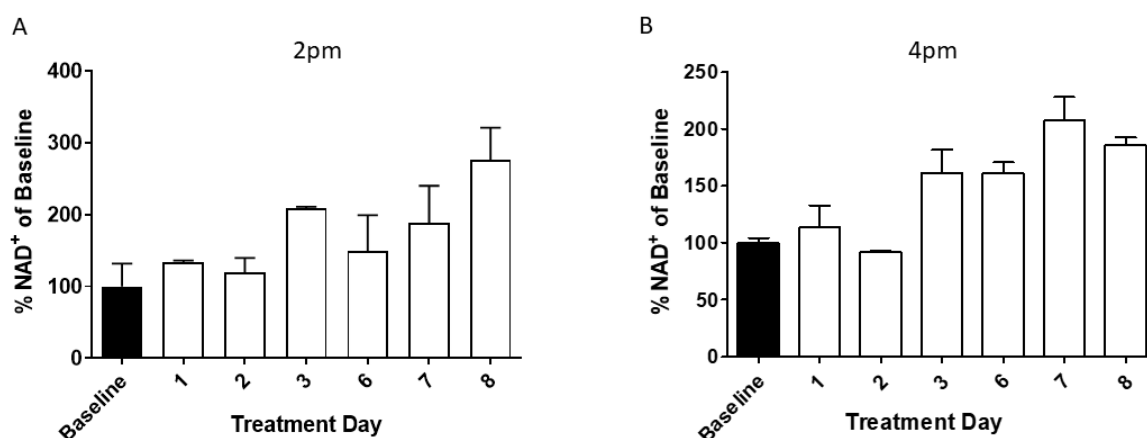 A
2pm
% NAD+ of Baseline
400
300
200
100
0
Baseline 1 2 3 6 7 8
Treatment Day
B
4pm
% NAD+ of Baseline
250
200
150
100
50
0
Baseline 1 2 3 6 7 8
Treatment Day